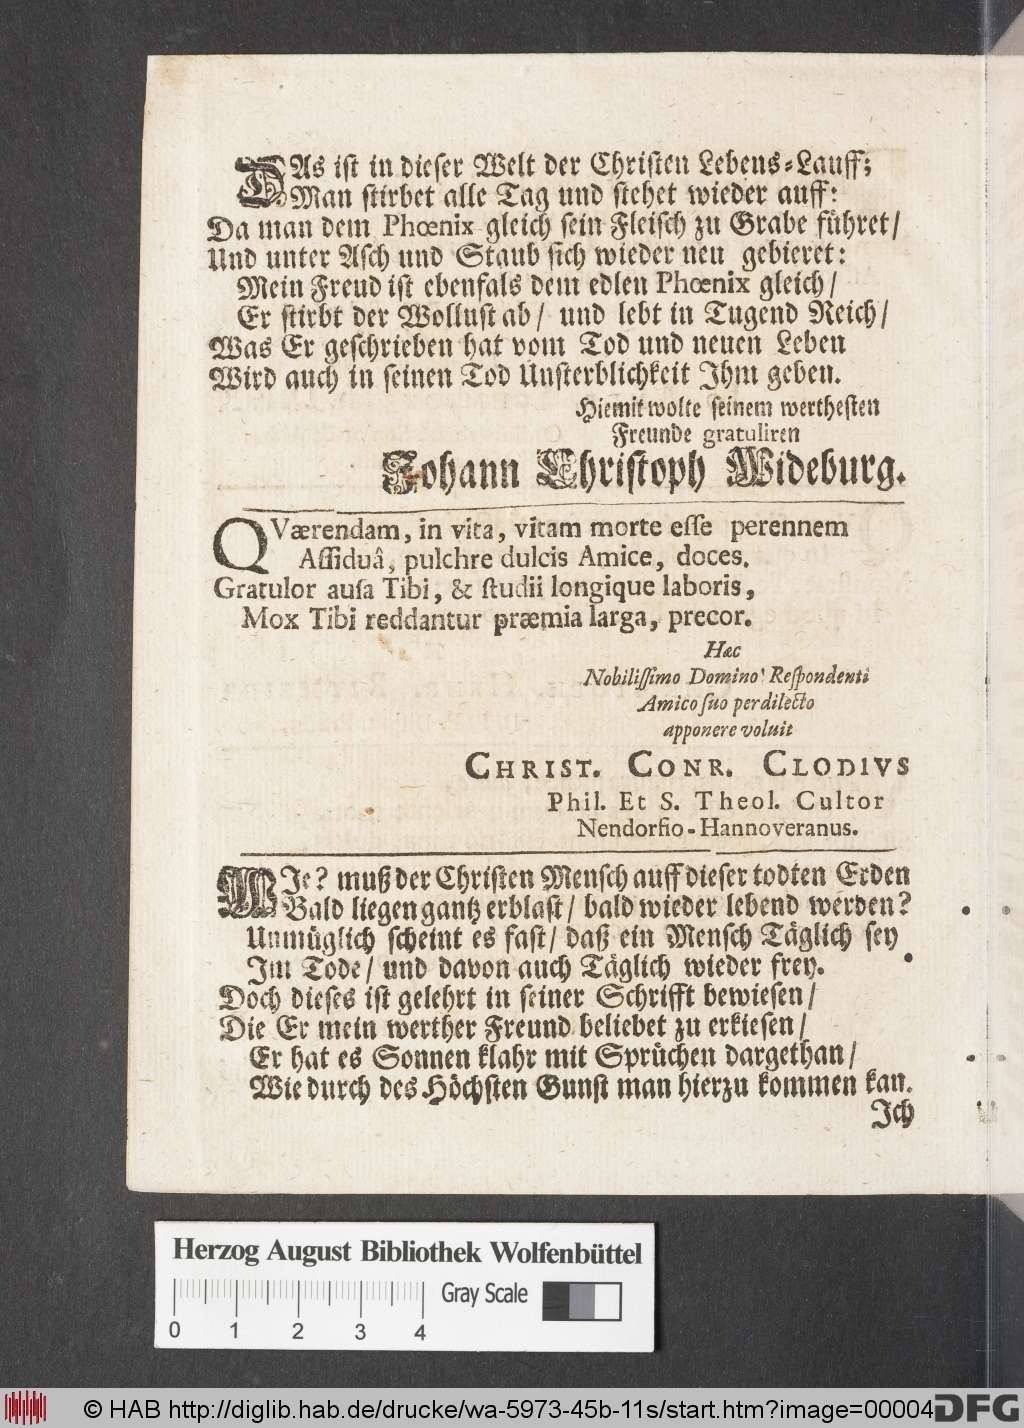 DAs ist in dieser Welt der Christen Lebens-Lauff;
Man stirbet alle Tag und stehet wieder auff:
Da man dem Phœnix gleich sein Fleisch zu Grabe führet/
Und unter Asch und Staub sich wieder neu gebieret:
Mein Freud ist ebenfals dem edlen Phœnix gleich/
Er stirbt der Wollust ab/ und lebt in Tugend Reich/
Was Er geschrieben hat vom Tod und neuen Leben
Wird auch in seinen Tod Unsterblichkeit Ihm geben.
Hiemit wolte seinem werthesten
Freunde gratuliren
Johann Christoph Wideburg.
QVærendam, in vita, vitam morte eſſe perennem
Aſſiduâ, pulchre dulcis Amice, doces.
Gratulor auſa Tibi, & ſtudii longique laboris,
Mox Tibi reddantur præmia larga, precor.
Hæc
Nobiliſſimo Domino Reſpondenti
Amico ſuo perdilecto
apponere voluit
CHRIST. CONR. CLODIVS
Phil. Et S. Theol. Cultor
Nendorfio-Hannoveranus.
WIe? muß der Christen Mensch auff dieser todten Erden
Bald liegen gantz erblast/ bald wieder lebend werden?
Unmüglich scheint es fast/ daß ein Mensch Täglich sey
Im Tode/ und davon auch Täglich wieder frey.
Doch dieses ist gelehrt in seiner Schrifft bewiesen/
Die Er mein werther Freund beliebet zu erkiesen/
Er hat es Sonnen klahr mit Sprüchen dargethan/
Wie durch des Höchsten Gunst man hierzu kommen kan.
Ich
Herzog August Bibliothek Wolfenbüttel
Gray Scale
0 1 2 3 4
© HAB http://diglib.hab.de/drucke/wa-5973-45b-11s/start.htm?image=00004
DFG